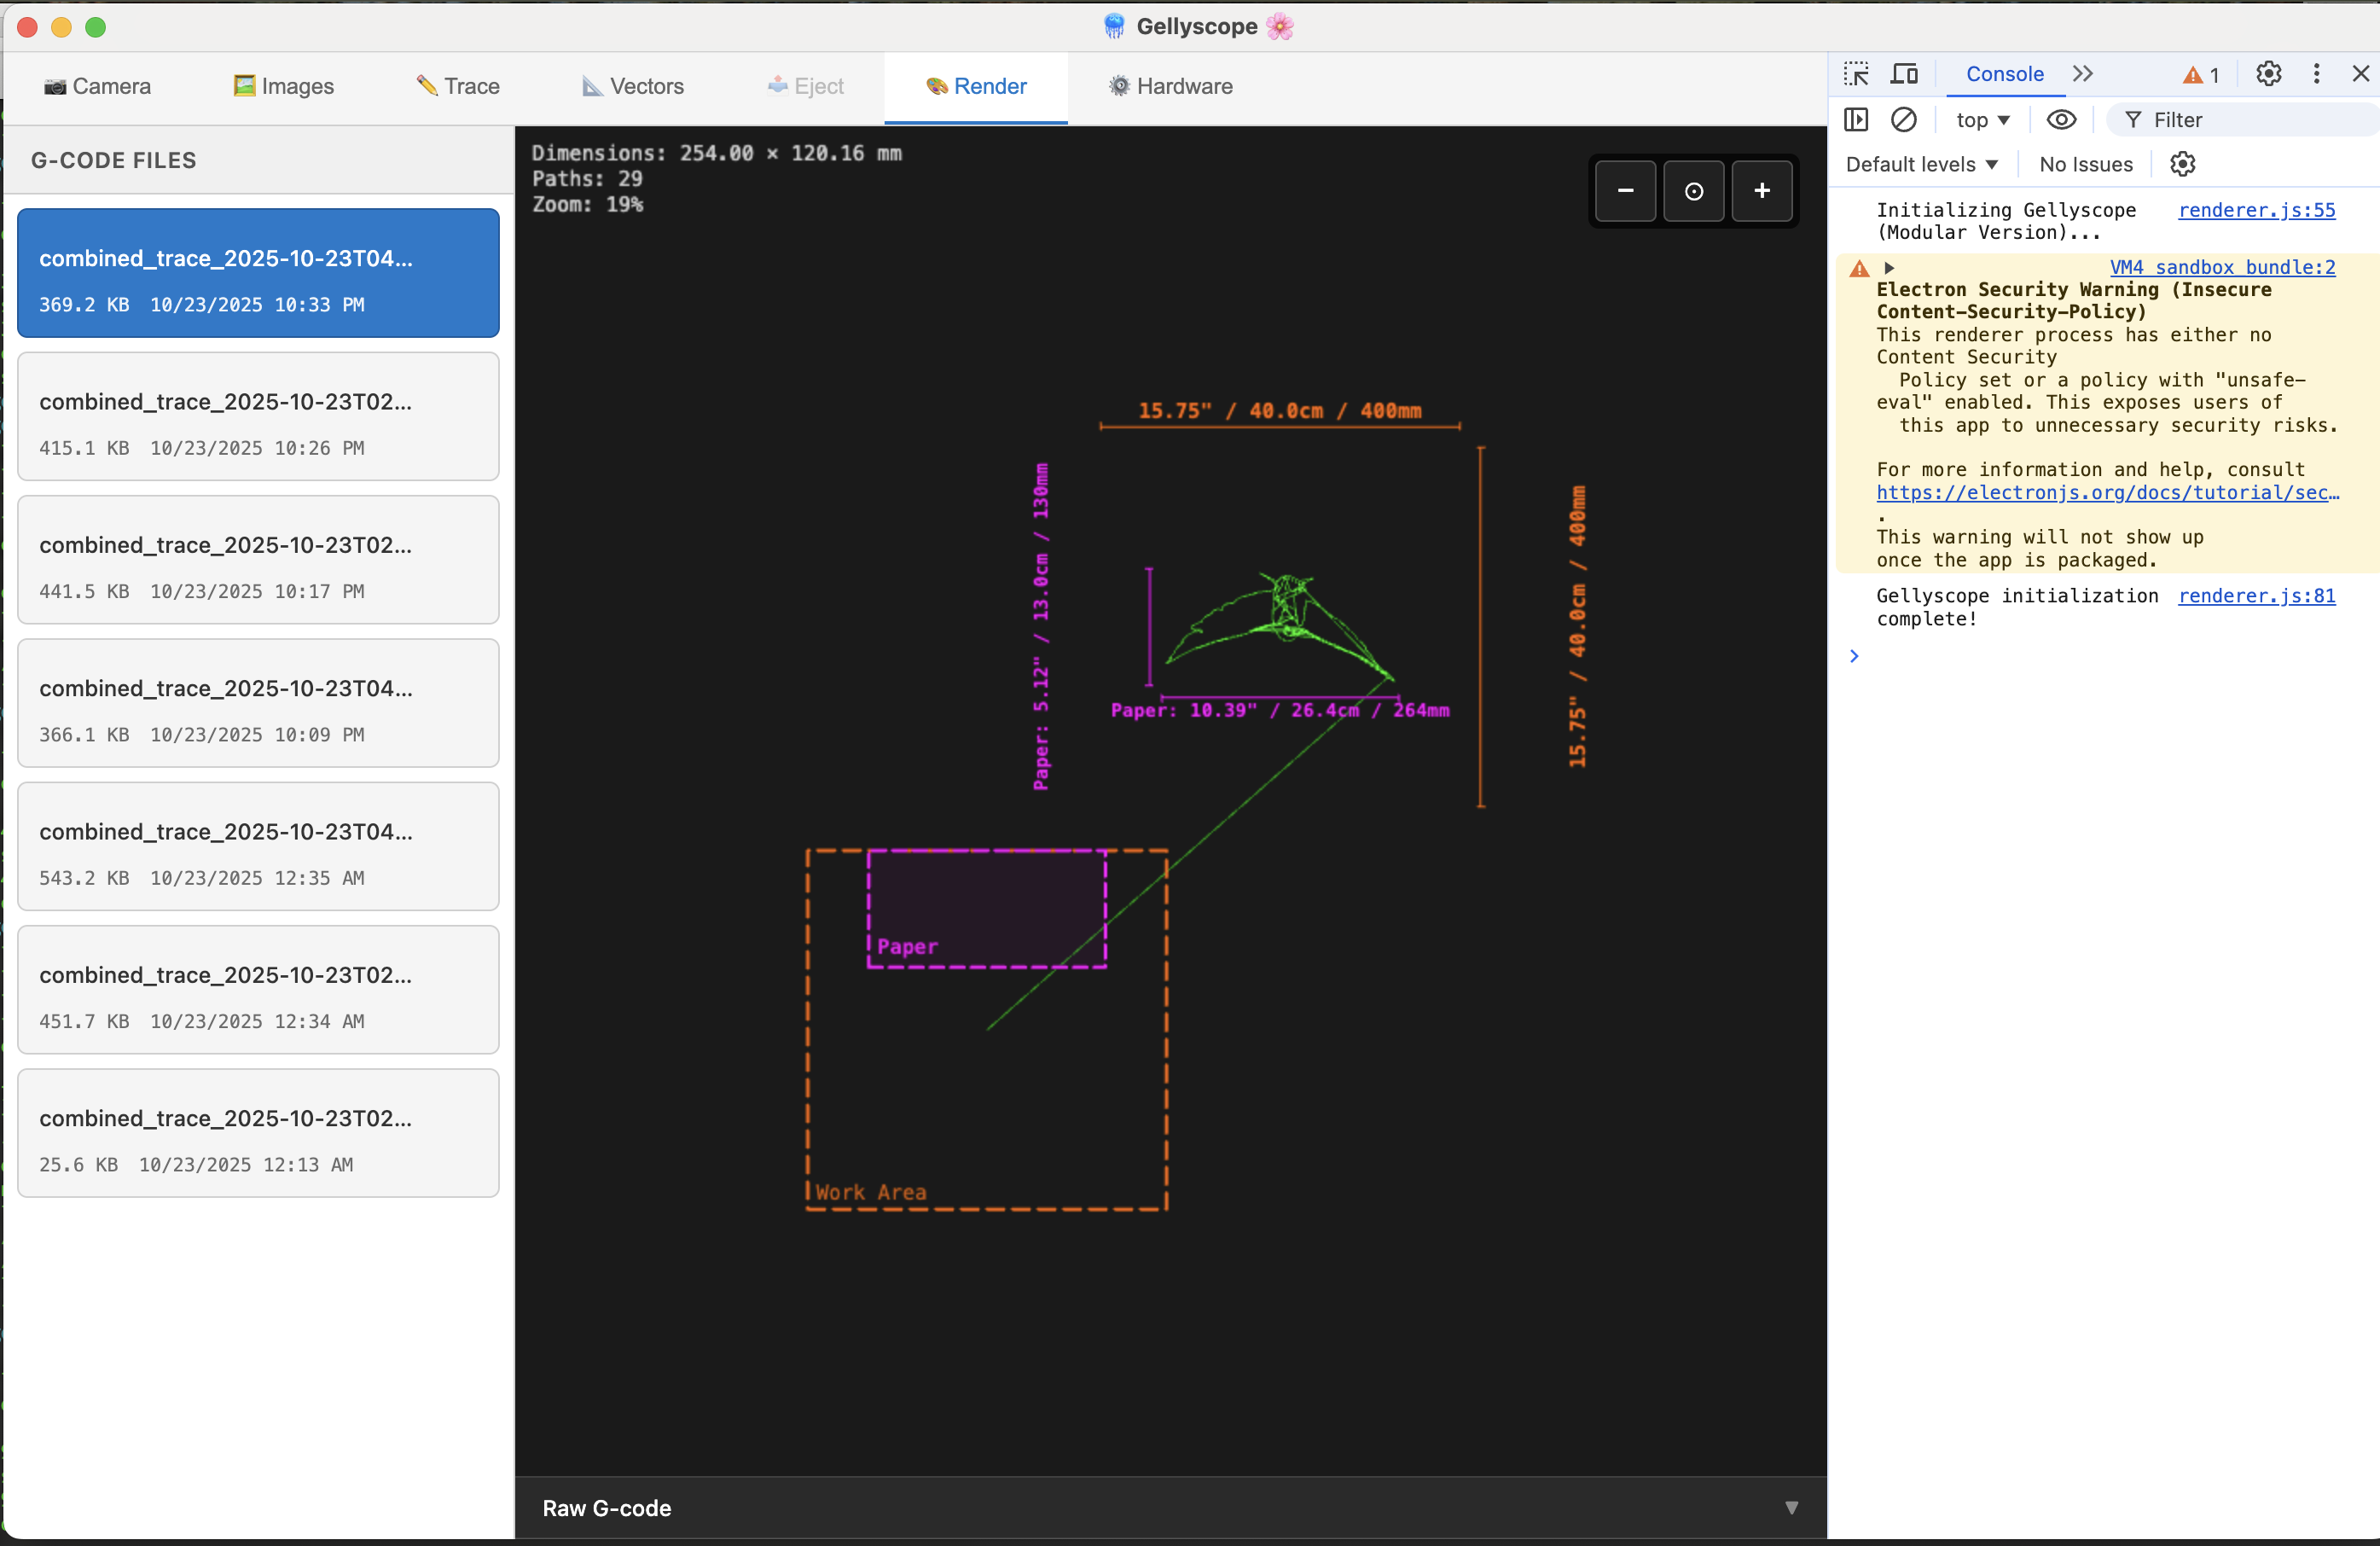 Gellyscope
Camera
Images
Trace
Vectors
Eject
Render
Hardware
G-CODE FILES
combined_trace_2025-10-23T04...
369.2 KB 10/23/2025 10:33 PM
combined_trace_2025-10-23T02...
415.1 KB 10/23/2025 10:26 PM
combined_trace_2025-10-23T02...
441.5 KB 10/23/2025 10:17 PM
combined_trace_2025-10-23T04...
366.1 KB 10/23/2025 10:09 PM
combined_trace_2025-10-23T04...
543.2 KB 10/23/2025 12:35 AM
combined_trace_2025-10-23T02...
451.7 KB 10/23/2025 12:34 AM
combined_trace_2025-10-23T02...
25.6 KB 10/23/2025 12:13 AM
Dimensions: 254.00 × 120.16 mm
Paths: 29
Zoom: 19%
15.75" / 40.0cm / 400mm
Paper: 5.12" / 13.0cm / 130mm
15.75" / 40.0cm / 400mm
Paper: 10.39" / 26.4cm / 264mm
Paper
Work Area
Raw G-code
Console
1
top
Filter
Default levels
No Issues
Initializing Gellyscope renderer.js:55
(Modular Version)...
VM4 sandbox bundle:2
Electron Security Warning (Insecure
Content-Security-Policy)
This renderer process has either no
Content Security
Policy set or a policy with "unsafe-
eval" enabled. This exposes users of
this app to unnecessary security risks.
For more information and help, consult
https://electronjs.org/docs/tutorial/sec…
.
This warning will not show up
once the app is packaged.
Gellyscope initialization renderer.js:81
complete!